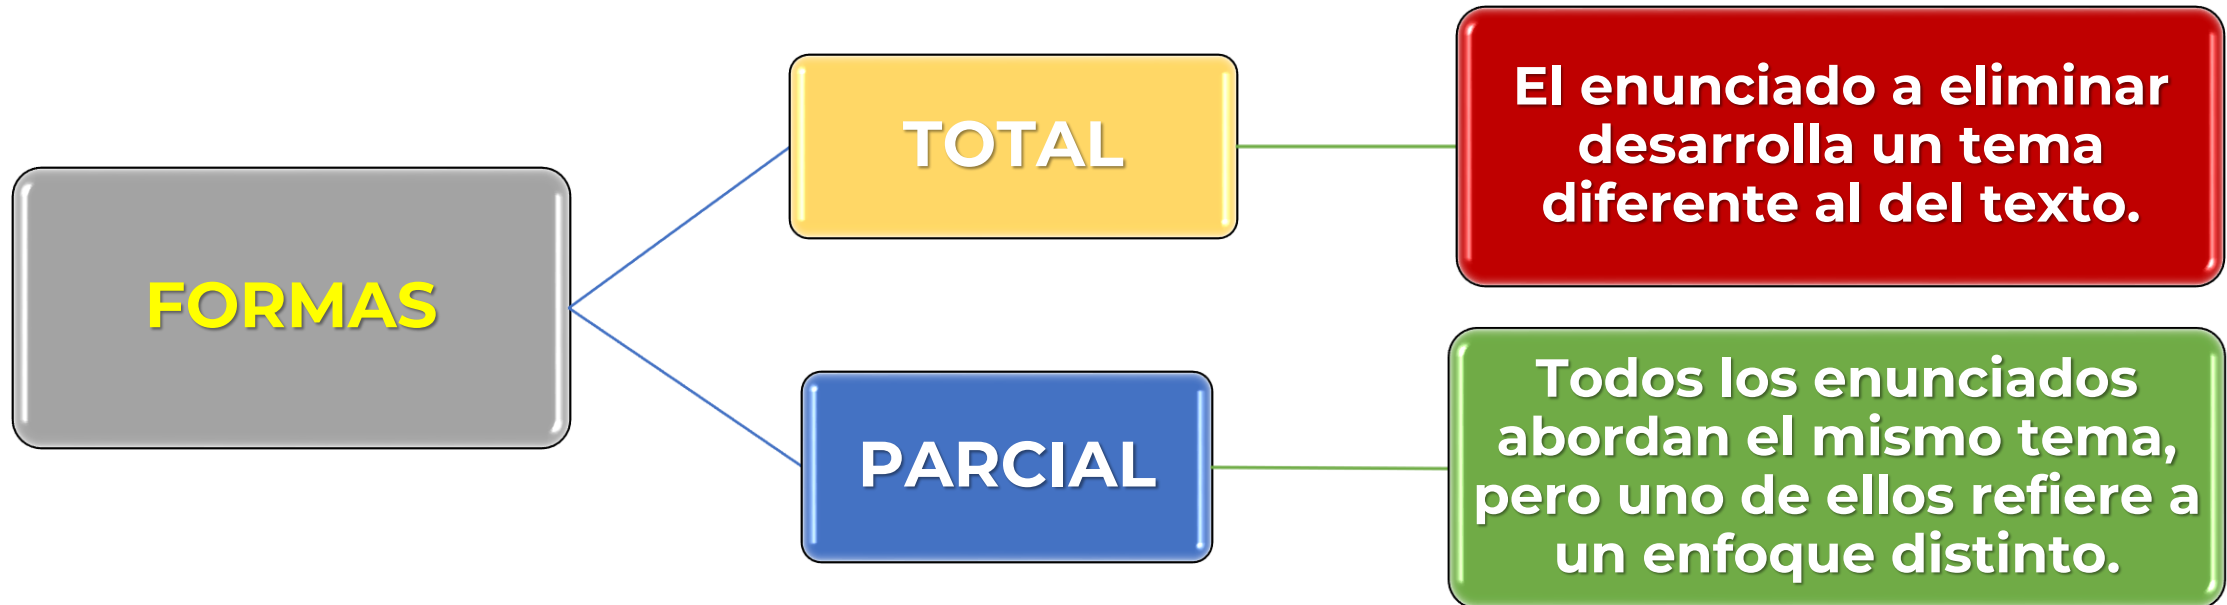 FORMAS
TOTAL
El enunciado a eliminar
desarrolla un tema
diferente al del texto.
PARCIAL
Todos los enunciados
abordan el mismo tema,
pero uno de ellos refiere a
un enfoque distinto.